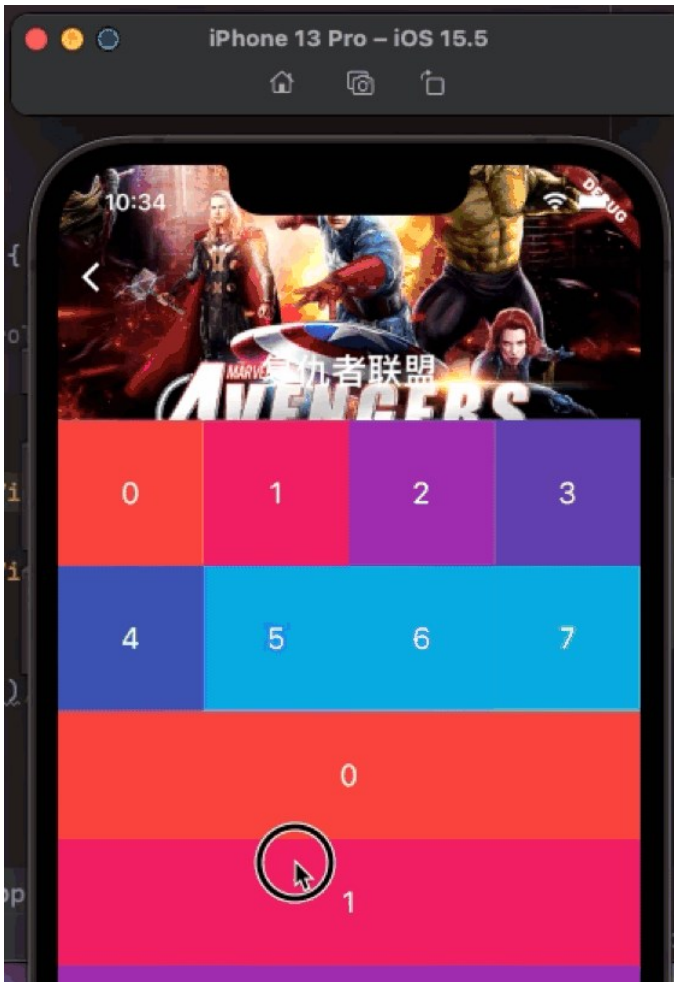 iPhone 13 Pro – iOS 15.5
10:34
DEBUG
{
MARVEL
复仇者联盟
AVENGERS
0 1 2 3
4 5 6 7
)
0
1